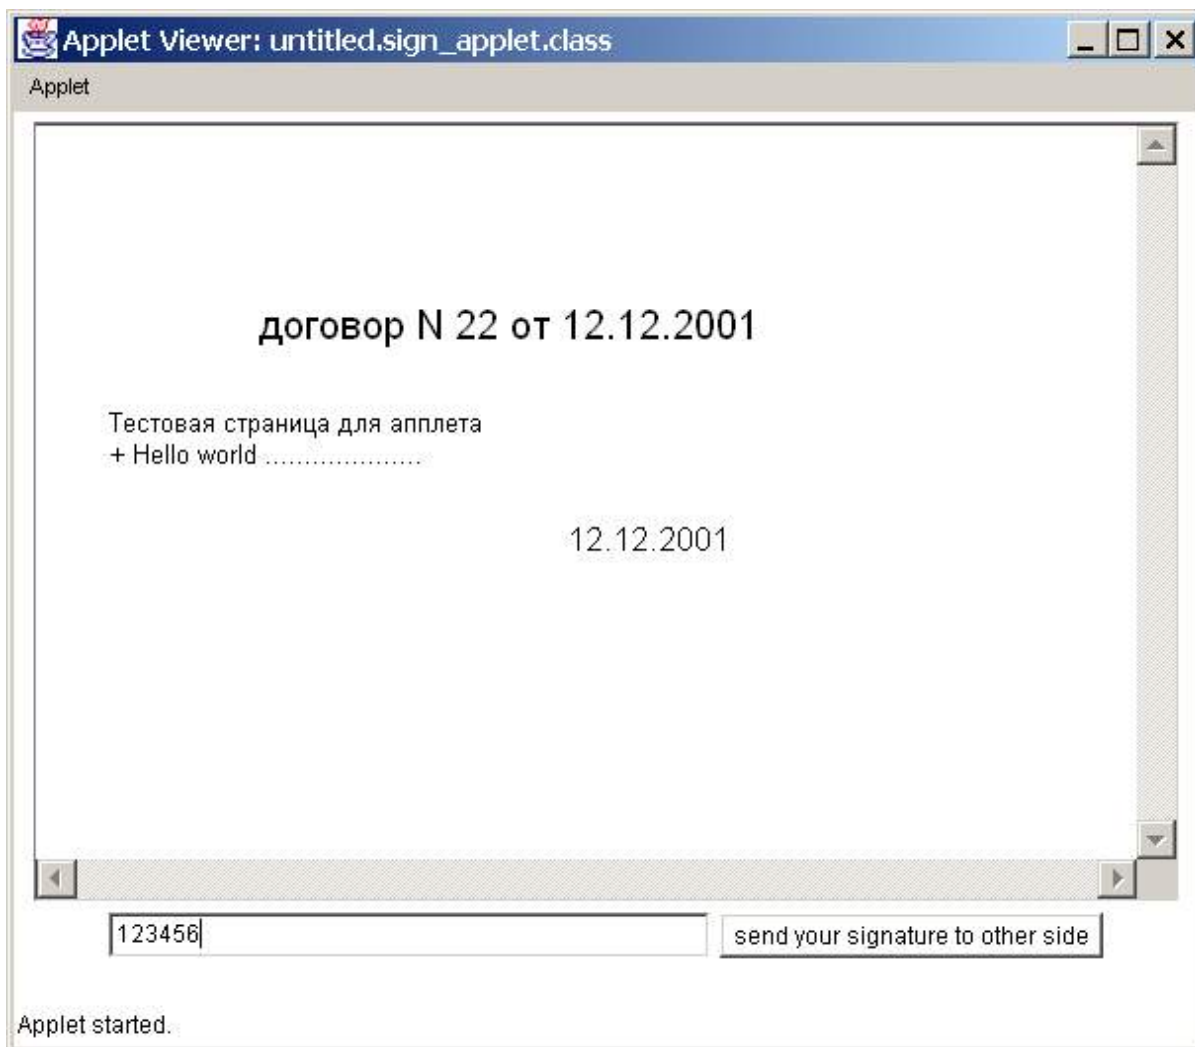 Applet Viewer: untitled.sign_applet.class
Applet
договор N 22 от 12.12.2001
Тестовая страница для апплета
+ Hello world ....................
12.12.2001
123456
send your signature to other side
Applet started.